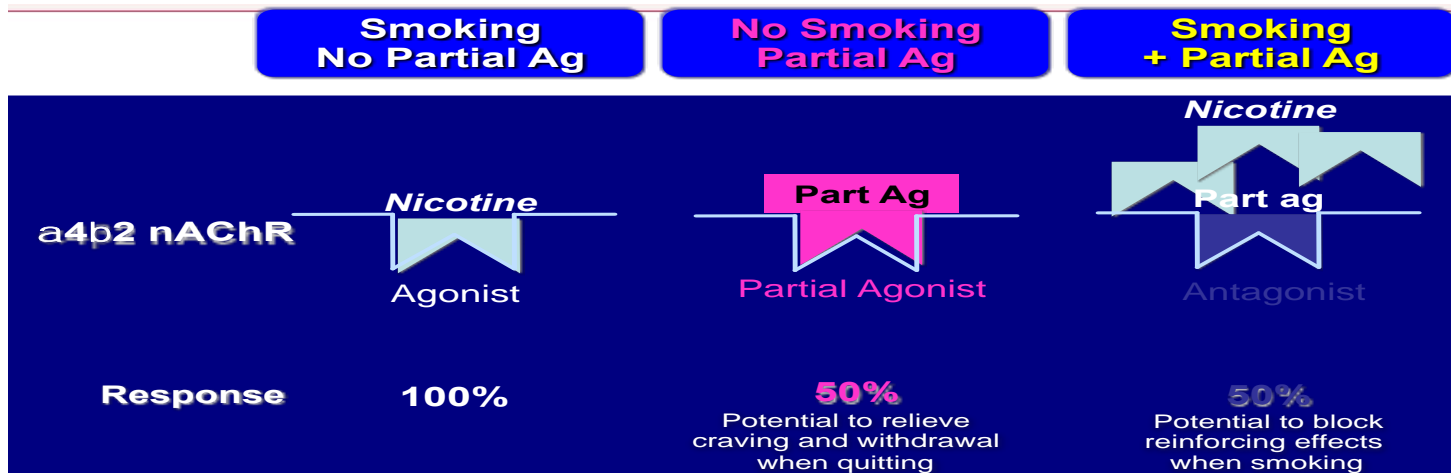 Smoking
No Partial Ag
No Smoking
Partial Ag
Smoking
+ Partial Ag
a4b2 nAChR
Nicotine
Agonist
Part Ag
Partial Agonist
Nicotine
Part ag
Antagonist
Response
100%
50%
Potential to relieve
craving and withdrawal
when quitting
50%
Potential to block
reinforcing effects
when smoking